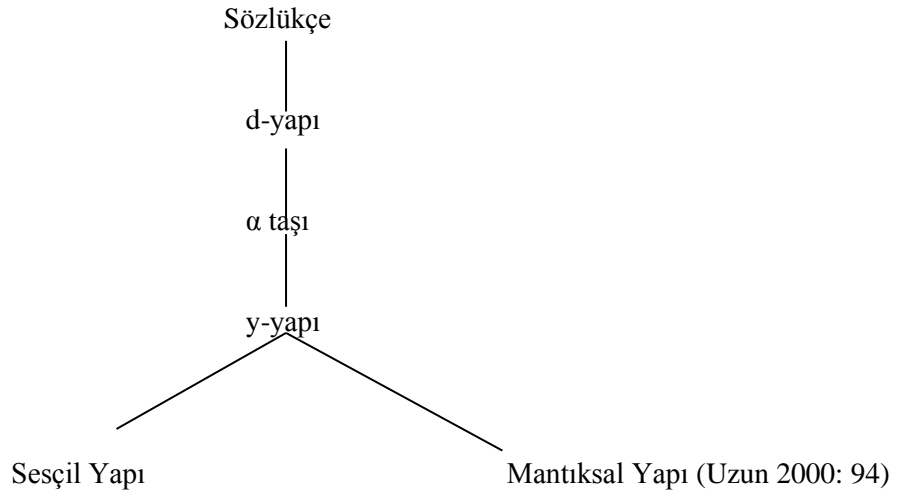 Sözlükçe
d-yapı
α taşı
y-yapı
Sesçil Yapı
Mantıksal Yapı (Uzun 2000: 94)